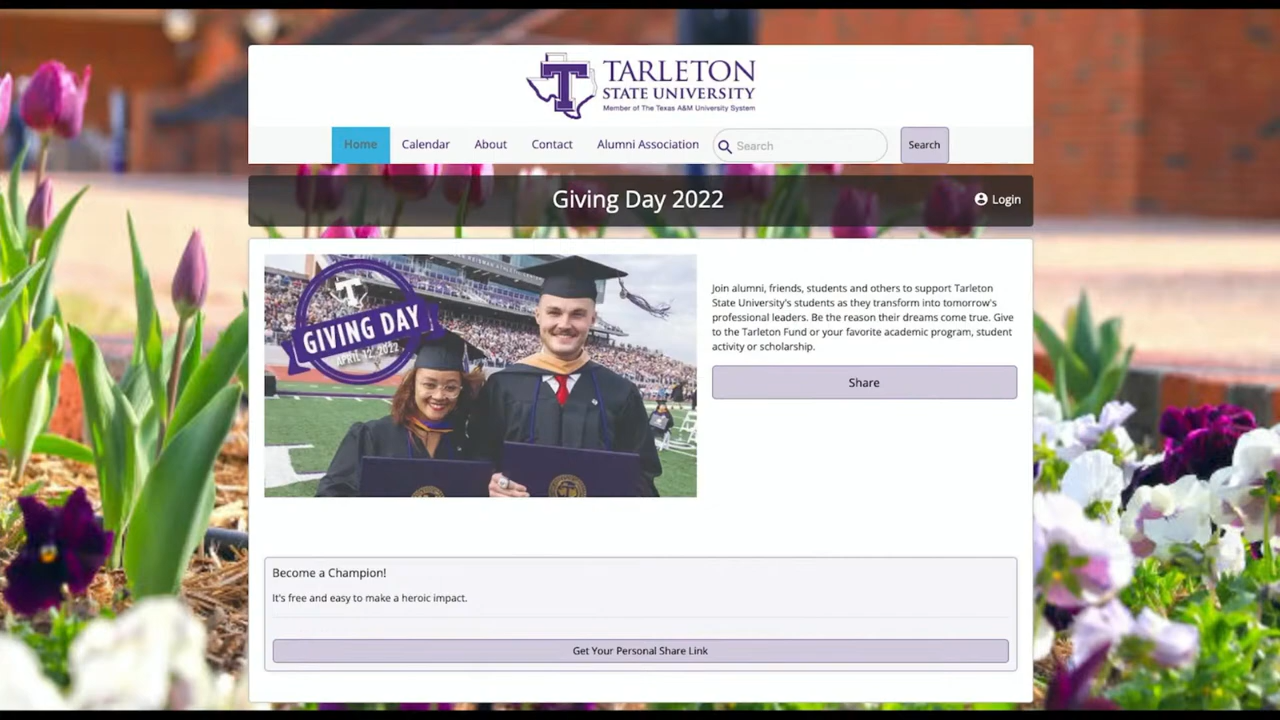 TARLETON
STATE UNIVERSITY
Member of The Texas A&M University System
Home
Calendar
About
Contact
Alumni Association
Search
Search
Giving Day 2022
Login
T
GIVING DAY
APRIL 12, 2022
Join alumni, friends, students and others to support Tarleton
State University's students as they transform into tomorrow's
professional leaders. Be the reason their dreams come true. Give
to the Tarleton Fund or your favorite academic program, student
activity or scholarship.
Share
Become a Champion!
It's free and easy to make a heroic impact.
Get Your Personal Share Link